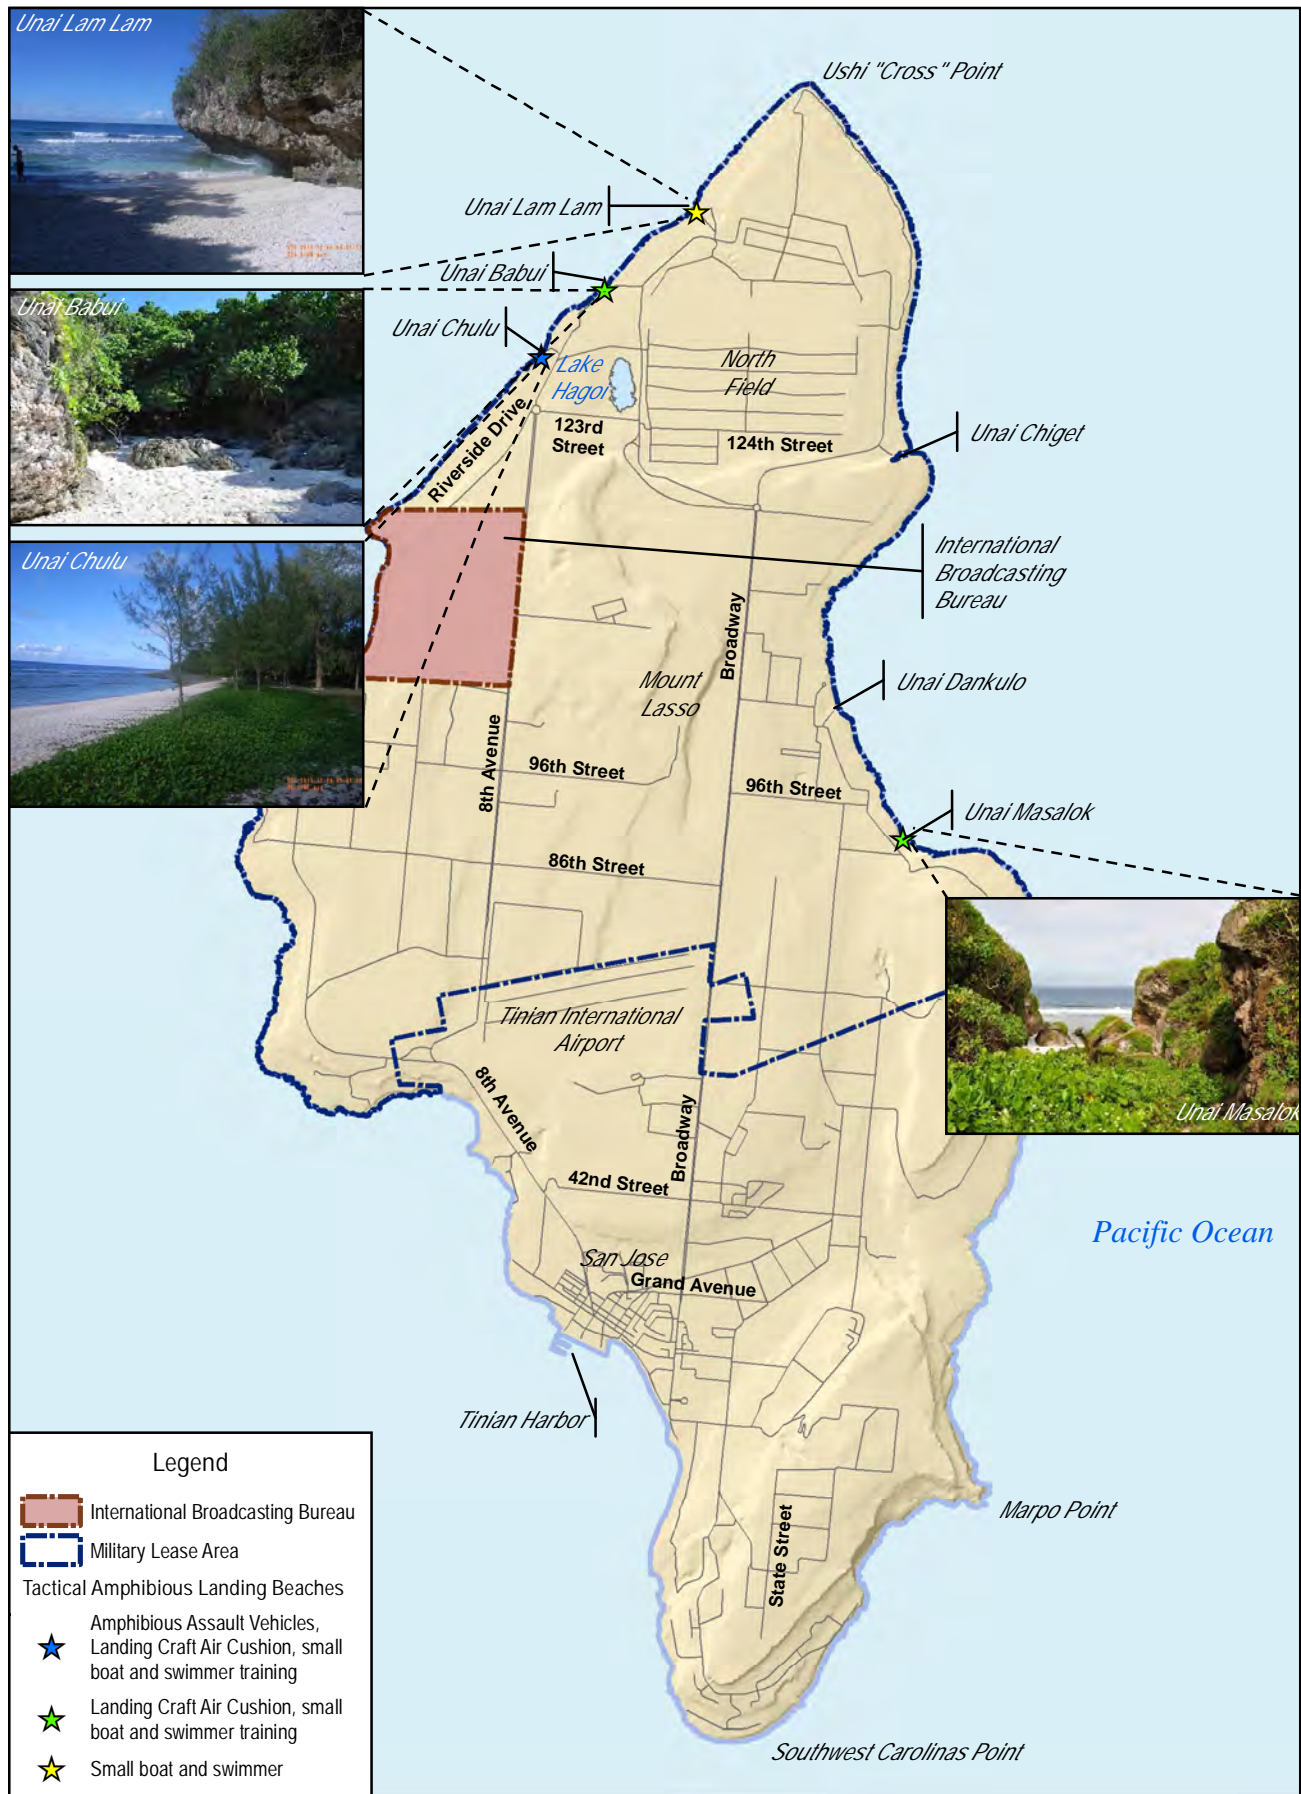 Unai Lam Lam
Ushi "Cross" Point
Unai Lam Lam
Unai Babui
Unai Babui
Unai Chulu
Lake
Hagoi
North
Field
Riverside Drive
123rd
Street
124th Street
Unai Chiget
Unai Chulu
International
Broadcasting
Bureau
Broadway
Mount
Lasso
Unai Dankulo
8th Avenue
96th Street
96th Street
Unai Masalok
86th Street
Tinian International
Airport
Unai Masalok
8th Avenue
Broadway
42nd Street
Pacific Ocean
San Jose
Grand Avenue
Tinian Harbor
Marpo Point
State Street
Southwest Carolinas Point
Legend
International Broadcasting Bureau
Military Lease Area
Tactical Amphibious Landing Beaches
Amphibious Assault Vehicles,
Landing Craft Air Cushion, small
boat and swimmer training
Landing Craft Air Cushion, small
boat and swimmer training
Small boat and swimmer